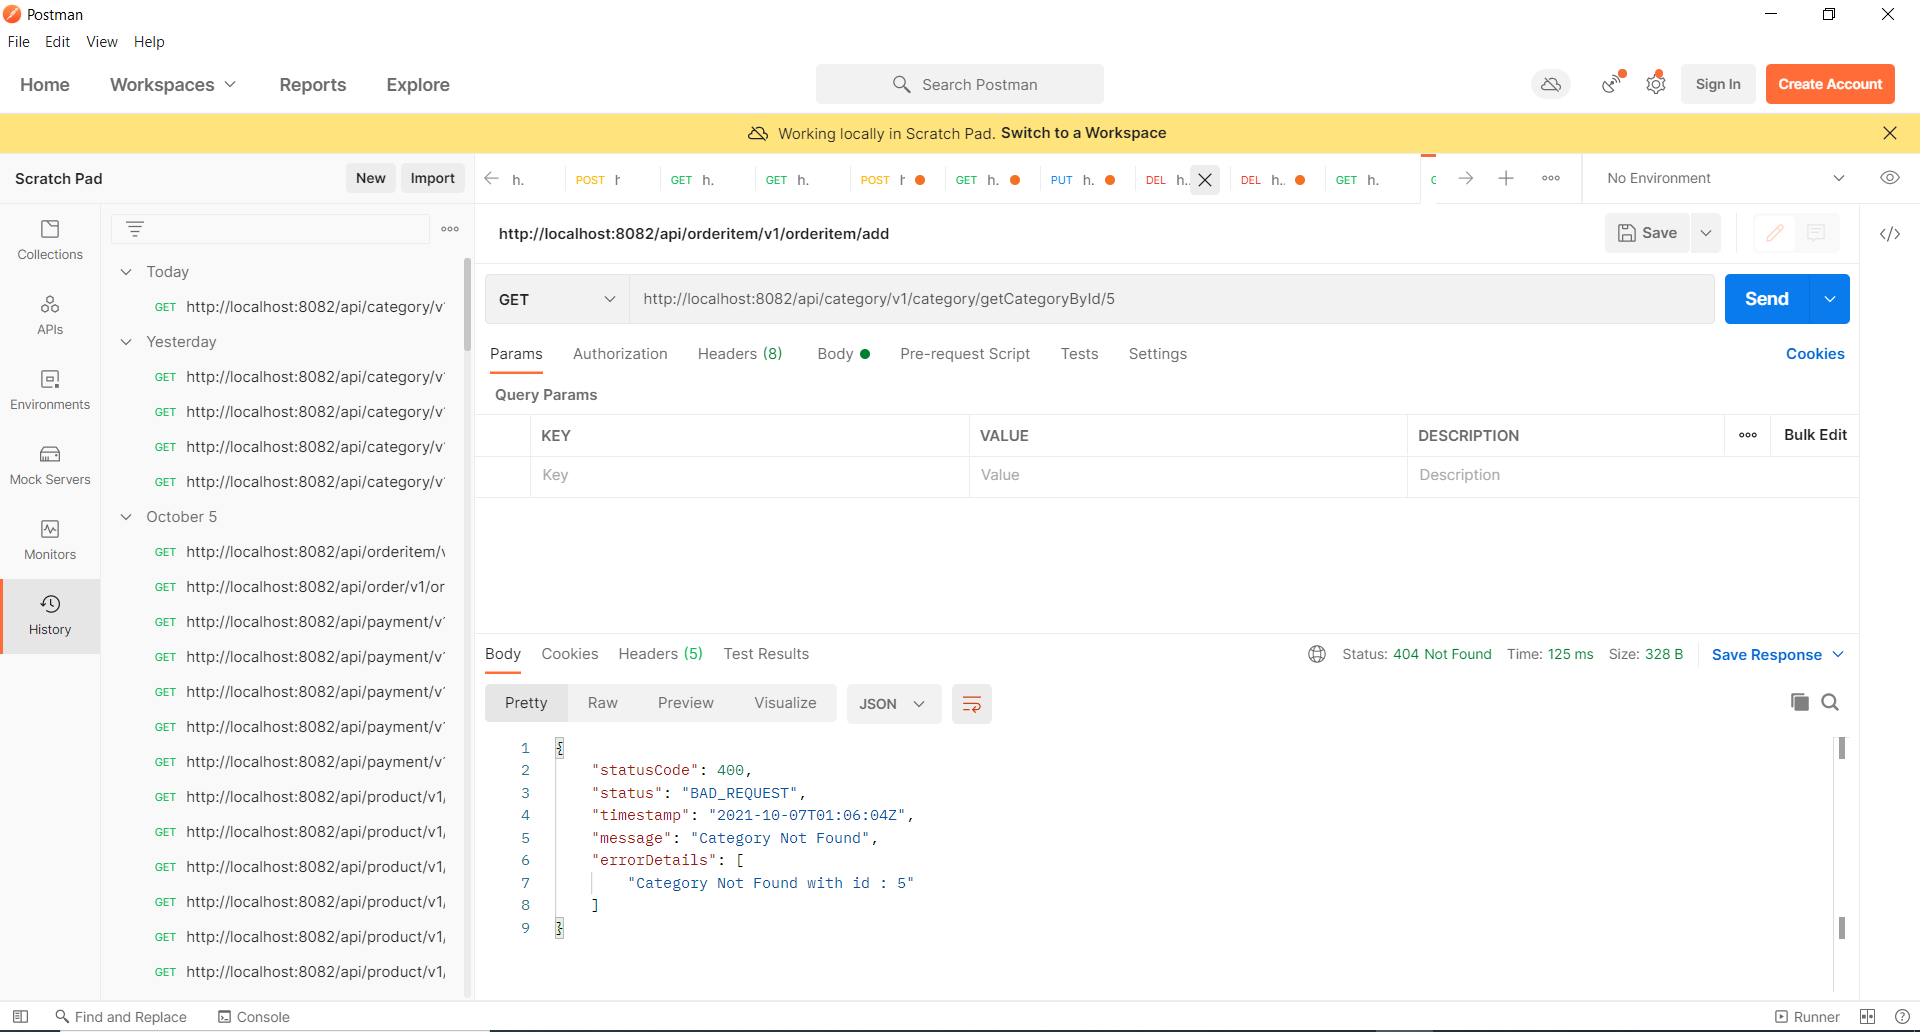 Postman
File Edit View Help
Home Workspaces Reports Explore Search Postman Sign In Create Account
Working locally in Scratch Pad. Switch to a Workspace
Scratch Pad New Import h. POST GET h. GET h. POST GET h. PUT h. DEL h.. DEL h.. GET h. No Environment
http://localhost:8082/api/orderitem/v1/orderitem/add Save
Collections
APIs
Environments
Mock Servers
Monitors
History
Today
GET http://localhost:8082/api/category/v1
Yesterday
GET http://localhost:8082/api/category/v1
GET http://localhost:8082/api/category/v1
GET http://localhost:8082/api/category/v1
GET http://localhost:8082/api/category/v1
October 5
GET http://localhost:8082/api/orderitem/v
GET http://localhost:8082/api/order/v1/or
GET http://localhost:8082/api/payment/v1
GET http://localhost:8082/api/payment/v1
GET http://localhost:8082/api/payment/v1
GET http://localhost:8082/api/payment/v1
GET http://localhost:8082/api/payment/v1
GET http://localhost:8082/api/product/v1/
GET http://localhost:8082/api/product/v1/
GET http://localhost:8082/api/product/v1/
GET http://localhost:8082/api/product/v1/
GET http://localhost:8082/api/product/v1/
GET http://localhost:8082/api/product/v1/
GET http://localhost:8082/api/category/v1/category/getCategoryById/5 Send
Params Authorization Headers (8) Body Pre-request Script Tests Settings Cookies
Query Params
KEY VALUE DESCRIPTION Bulk Edit
Key Value Description
Body Cookies Headers (5) Test Results Status: 404 Not Found Time: 125 ms Size: 328 B Save Response
Pretty Raw Preview Visualize JSON
1 {
2 "statusCode": 400,
3 "status": "BAD_REQUEST",
4 "timestamp": "2021-10-07T01:06:04Z",
5 "message": "Category Not Found",
6 "errorDetails": [
7 "Category Not Found with id : 5"
8 ]
9 }
Find and Replace Console Runner